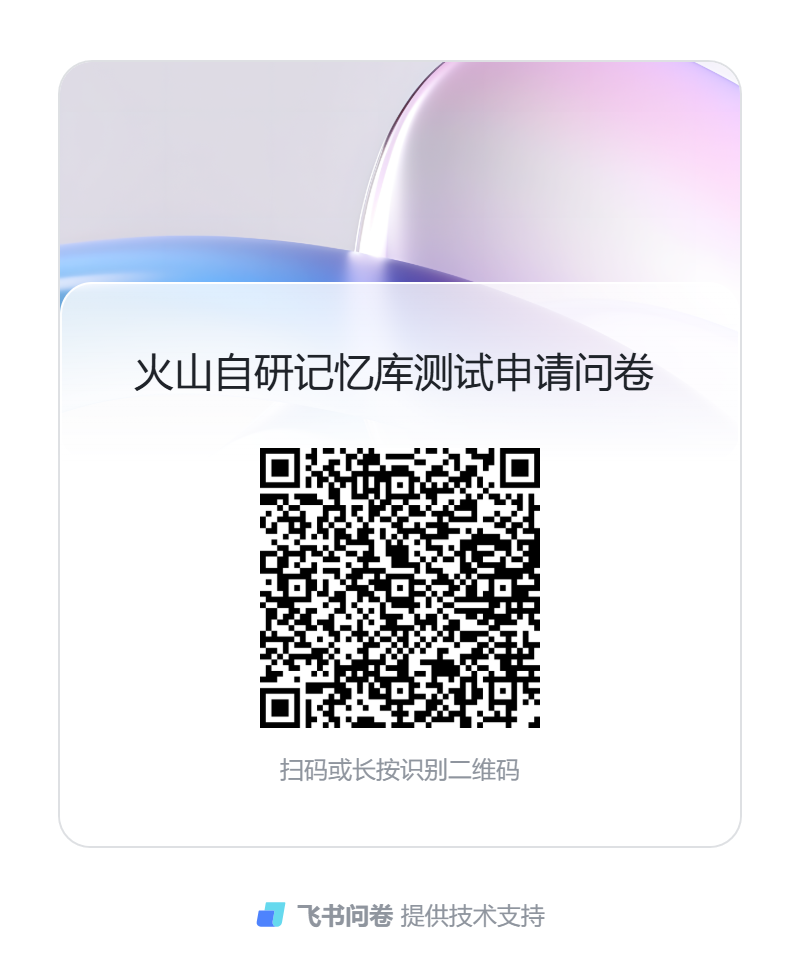 火山自研记忆库测试申请问卷
扫码或长按识别二维码
飞书问卷 提供技术支持